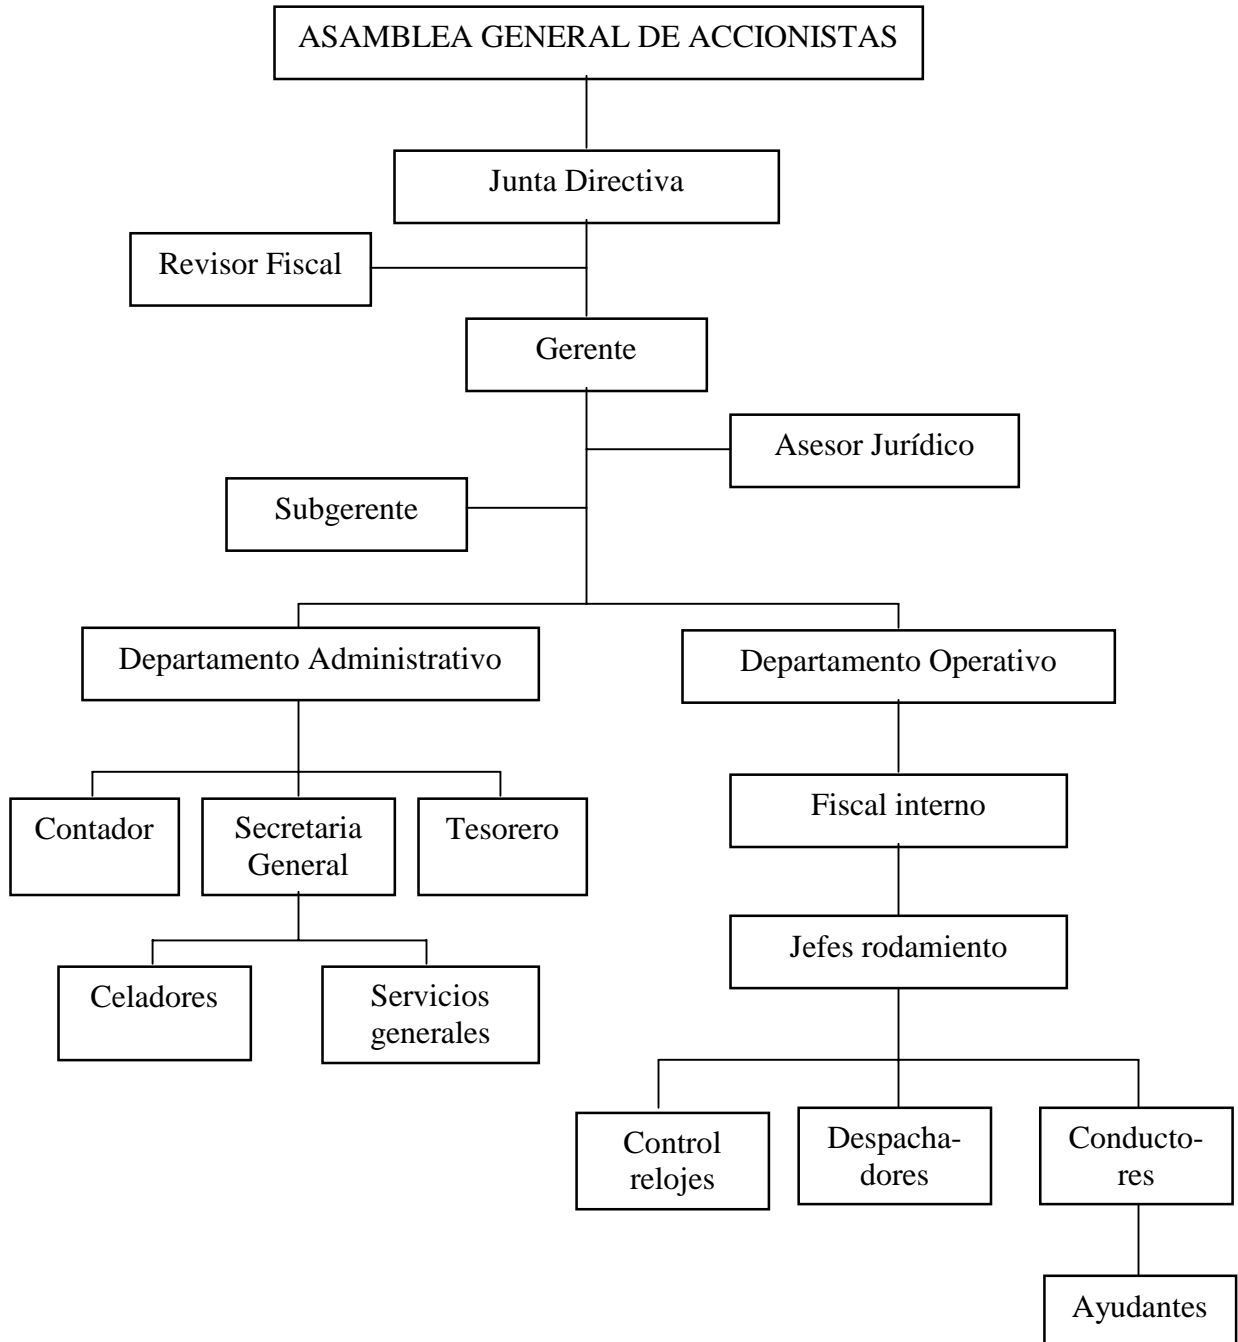 ASAMBLEA GENERAL DE ACCIONISTAS
Junta Directiva
Revisor Fiscal
Gerente
Asesor Jurídico
Subgerente
Departamento Administrativo
Departamento Operativo
Contador
Secretaria
General
Tesorero
Fiscal interno
Jefes rodamiento
Celadores
Servicios
generales
Control
relojes
Despacha-
dores
Conducto-
res
Ayudantes